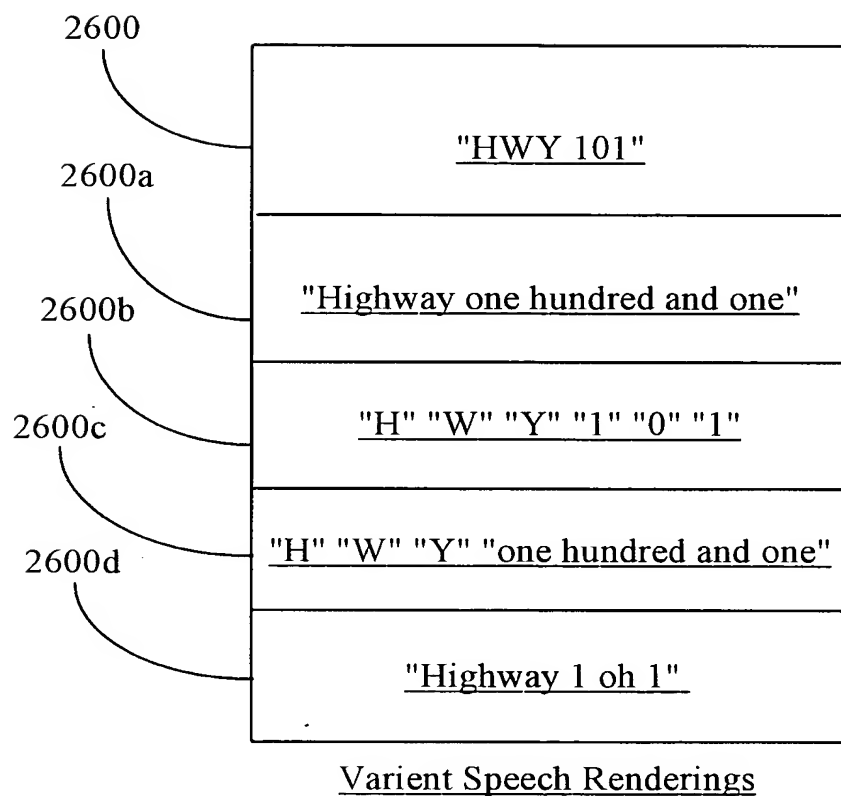 2600
"HWY 101"
2600a
"Highway one hundred and one"
2600b
"H" "W" "Y" "1" "0" "1"
2600c
"H" "W" "Y" "one hundred and one"
2600d
"Highway 1 oh 1"
Varient Speech Renderings